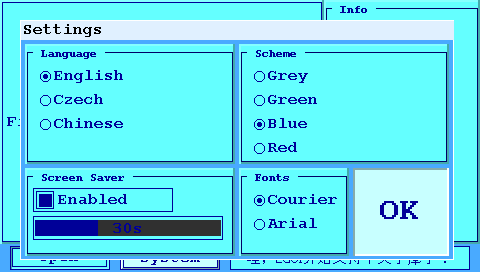 Info
Settings
Language
English
Czech
Chinese
Scheme
Grey
Green
Blue
Red
Screen Saver
Enabled
30s
Fonts
Courier
Arial
OK